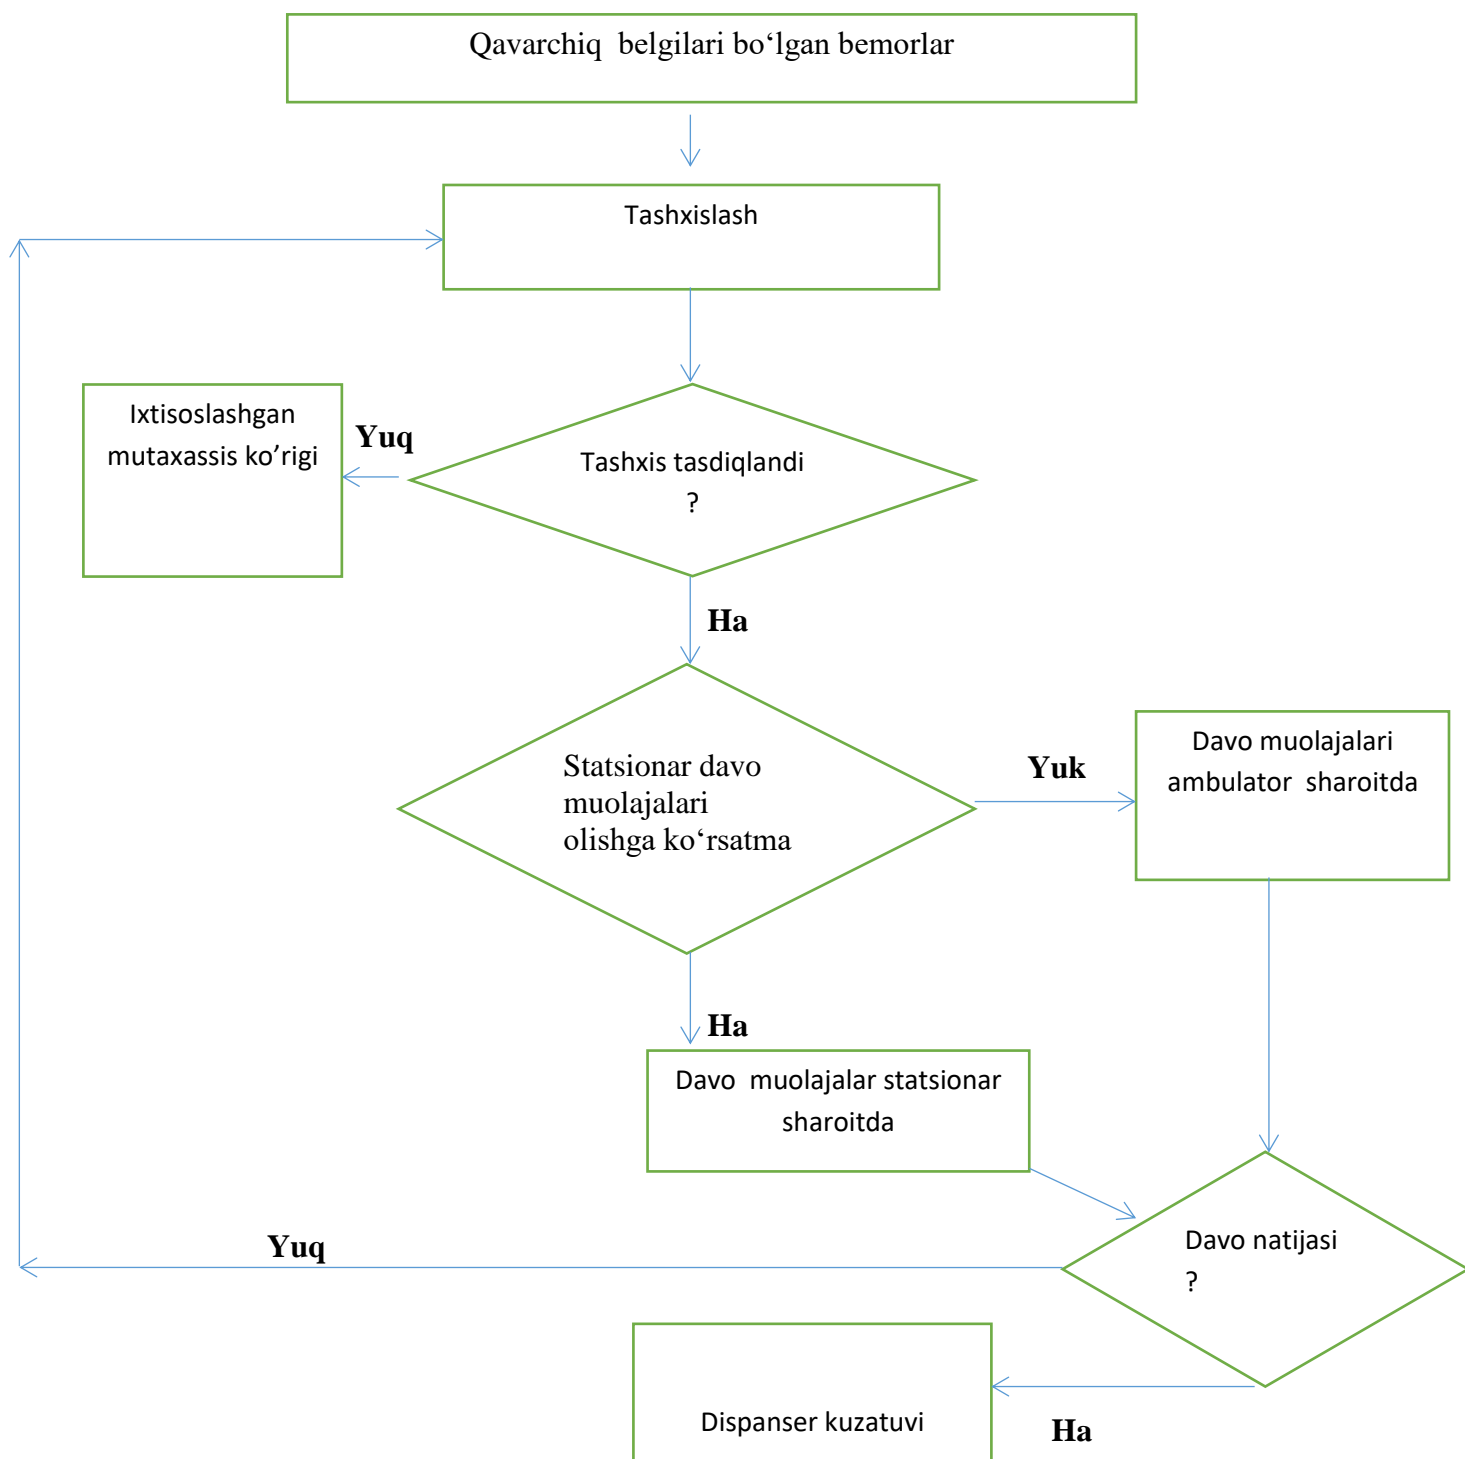 Qavarchiq  belgilari bo‘lgan bemorlar
Tashxislash
Ixtisoslashgan
mutaxassis ko’rigi
Yuq
Tashxis tasdiqlandi
?
Ha
Statsionar davo
muolajalari
olishga ko‘rsatma
Yuk
Davo muolajalari
ambulator  sharoitda
Ha
Davo  muolajalar statsionar
sharoitda
Yuq
Davo natijasi
?
Dispanser kuzatuvi
Ha